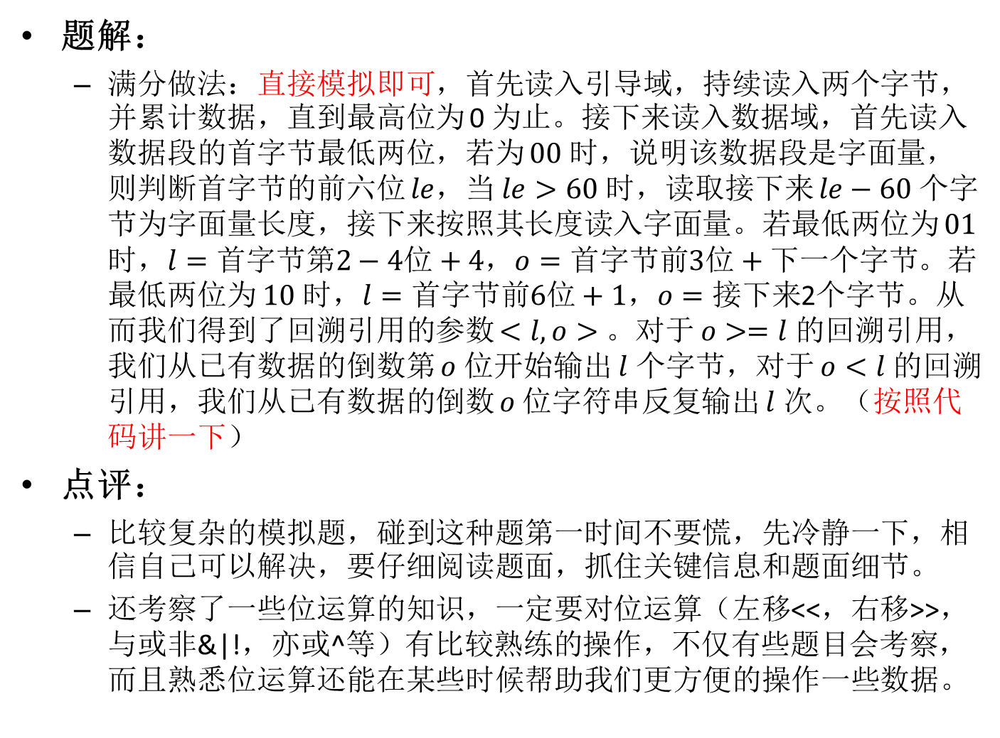 • 题解：
– 满分做法：直接模拟即可，首先读入引导域，持续读入两个字节，
并累计数据，直到最高位为0 为止。接下来读入数据域，首先读入
数据段的首字节最低两位，若为00 时，说明该数据段是字面量，
则判断首字节的前六位le，当 le > 60 时，读取接下来le − 60 个字
节为字面量长度，接下来按照其长度读入字面量。若最低两位为01
时，l = 首字节第2 − 4位 + 4，o = 首字节前3位 + 下一个字节。若
最低两位为 10 时，l = 首字节前6位 + 1，o = 接下来2个字节。从
而我们得到了回溯引用的参数< l, o > 。对于 o >= l 的回溯引用，
我们从已有数据的倒数第 o 位开始输出 l 个字节，对于 o < l 的回溯
引用，我们从已有数据的倒数 o 位字符串反复输出 l 次。（按照代
码讲一下）
• 点评：
– 比较复杂的模拟题，碰到这种题第一时间不要慌，先冷静一下，相
信自己可以解决，要仔细阅读题面，抓住关键信息和题面细节。
– 还考察了一些位运算的知识，一定要对位运算（左移<<，右移>>，
与或非&|!，亦或^等）有比较熟练的操作，不仅有些题目会考察，
而且熟悉位运算还能在某些时候帮助我们更方便的操作一些数据。